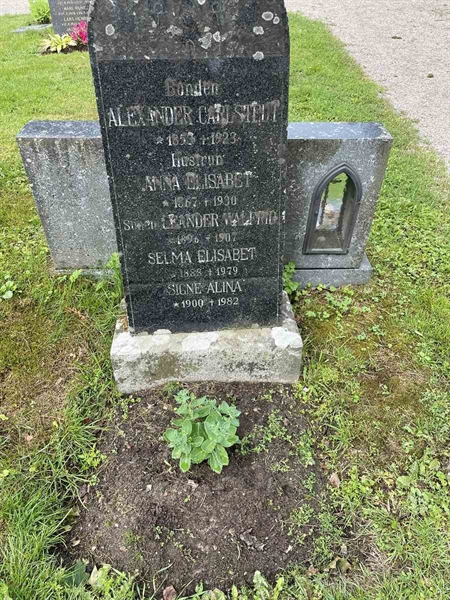 Bonden
ALEXANDER CARLSTEDT
* 1853 † 1923
Hustrun
ANNA ELISABET
* 1867 † 1930
Sonen LEANDER WALFRID
* 1896 † 1907
SELMA ELISABET
* 1888 † 1979
SIGNE ALINA
* 1900 † 1982